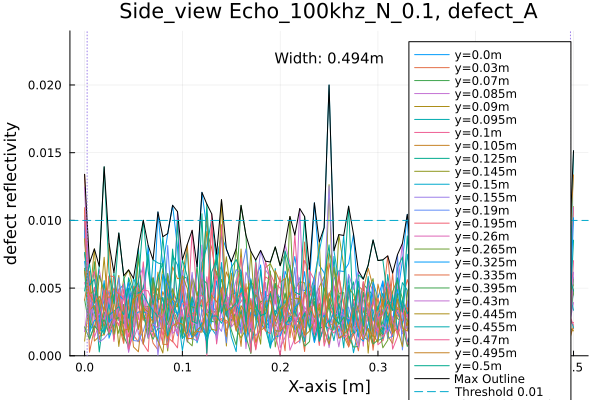 Side_view Echo_100khz_N_0.1, defect_A
Width: 0.494m
defect reflectivity
0.020
0.015
0.010
0.005
0.000
0.0
0.1
0.2
0.3
.5
X-axis [m]
y=0.0m
y=0.03m
y=0.07m
y=0.085m
y=0.09m
y=0.095m
y=0.1m
y=0.105m
y=0.125m
y=0.145m
y=0.15m
y=0.155m
y=0.19m
y=0.195m
y=0.26m
y=0.265m
y=0.325m
y=0.335m
y=0.395m
y=0.43m
y=0.445m
y=0.455m
y=0.47m
y=0.495m
y=0.5m
Max Outline
Threshold 0.01